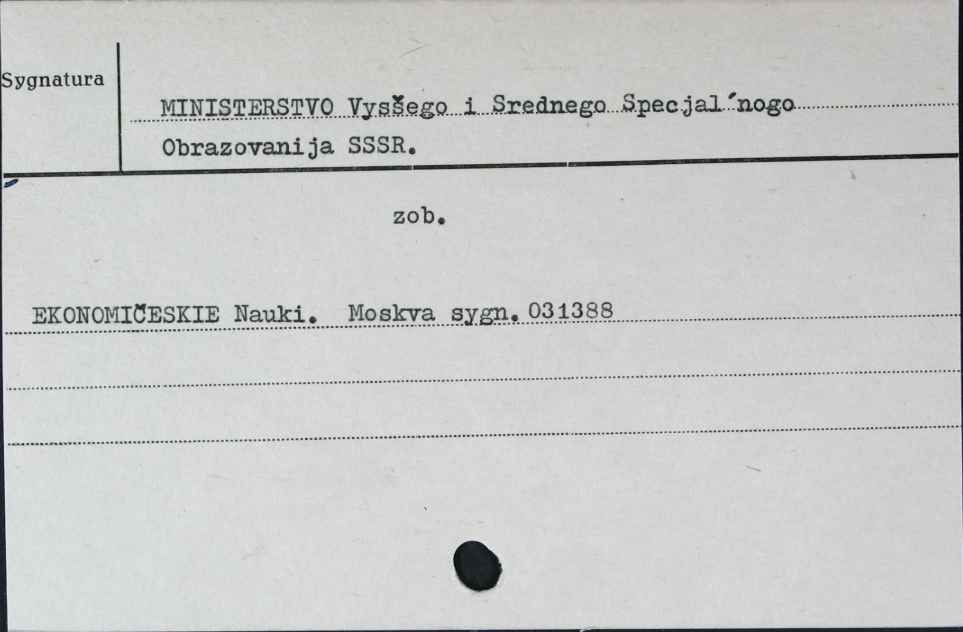 Sygnatura
MINISTERSTVO Vysšego i Srednego Specjal´nogo
Obrazovanija SSSR.
zob.
EKONOMIČESKIE Nauki. Moskva sygn. 031388